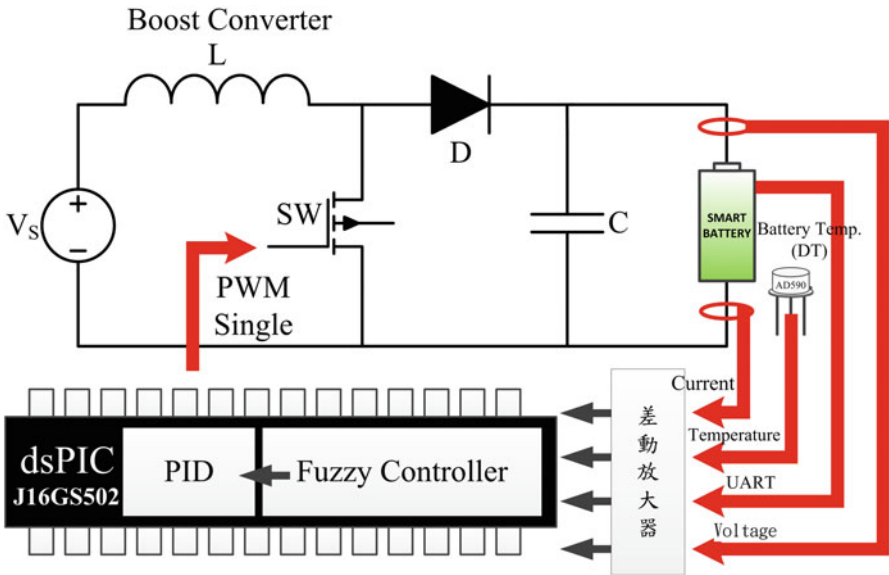 Boost Converter
L
D
V_S
+
−
SW
C
PWM
Single
SMART
BATTERY
Battery Temp.
(DT)
AD590
Current
Temperature
UART
Voltage
差動放大器
dsPIC
J16GS502
PID
Fuzzy Controller